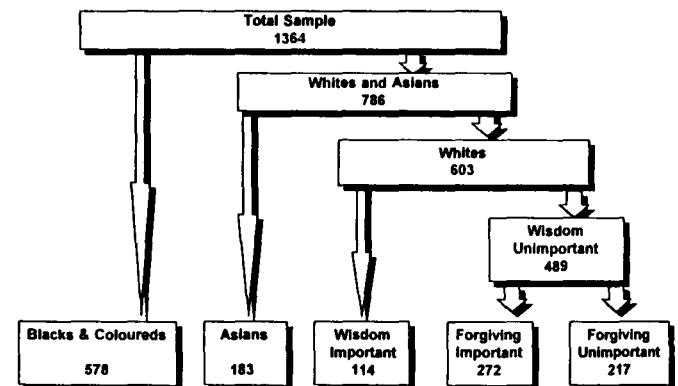 Total Sample
1364
Whites and Asians
786
Whites
603
Wisdom
Unimportant
489
Blacks & Coloureds
578
Asians
183
Wisdom
Important
114
Forgiving
Important
272
Forgiving
Unimportant
217